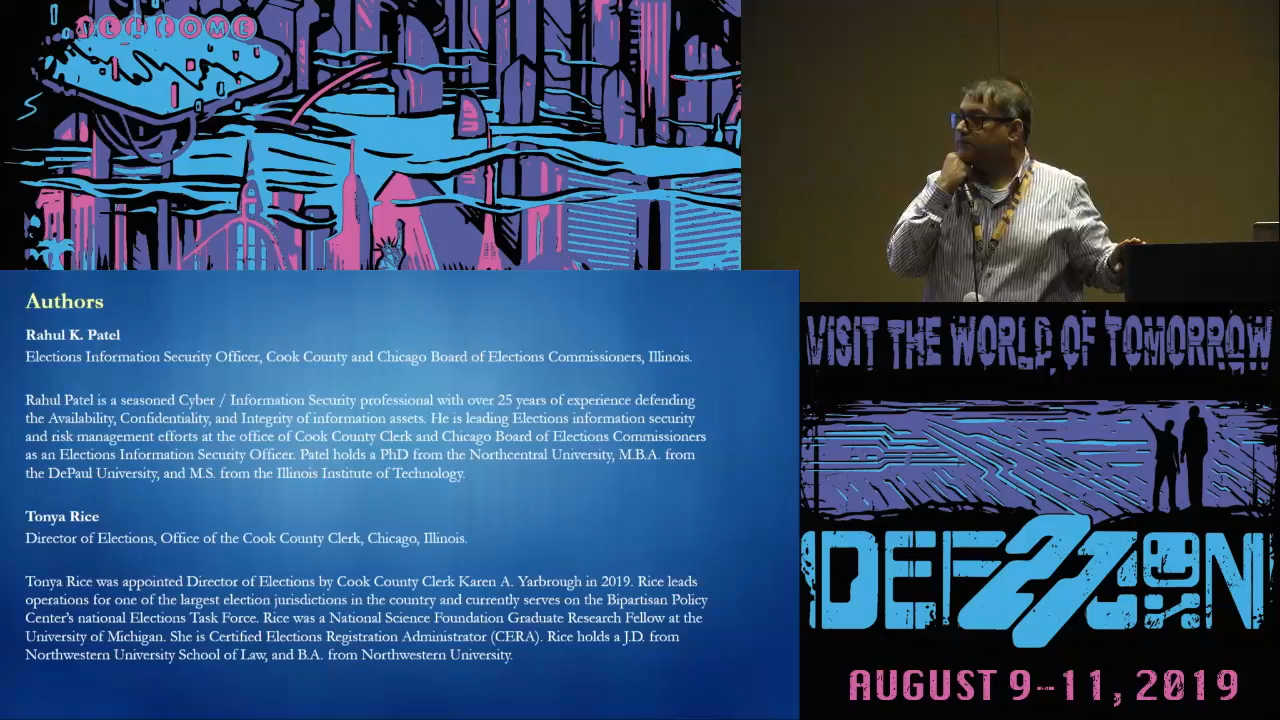 WELCOME
Authors
Rahul K. Patel
Elections Information Security Officer, Cook County and Chicago Board of Elections Commissioners, Illinois.
Rahul Patel is a seasoned Cyber / Information Security professional with over 25 years of experience defending
the Availability, Confidentiality, and Integrity of information assets. He is leading Elections information security
and risk management efforts at the office of Cook County Clerk and Chicago Board of Elections Commissioners
as an Elections Information Security Officer. Patel holds a PhD from the Northcentral University, M.B.A. from
the DePaul University, and M.S. from the Illinois Institute of Technology.
Tonya Rice
Director of Elections, Office of the Cook County Clerk, Chicago, Illinois.
Tonya Rice was appointed Director of Elections by Cook County Clerk Karen A. Yarbrough in 2019. Rice leads
operations for one of the largest election jurisdictions in the country and currently serves on the Bipartisan Policy
Center's national Elections Task Force. Rice was a National Science Foundation Graduate Research Fellow at the
University of Michigan. She is Certified Elections Registration Administrator (CERA). Rice holds a J.D. from
Northwestern University School of Law, and B.A. from Northwestern University.
VISIT THE WORLD OF TOMORROW
DEF 27 CON
AUGUST 9-11, 2019